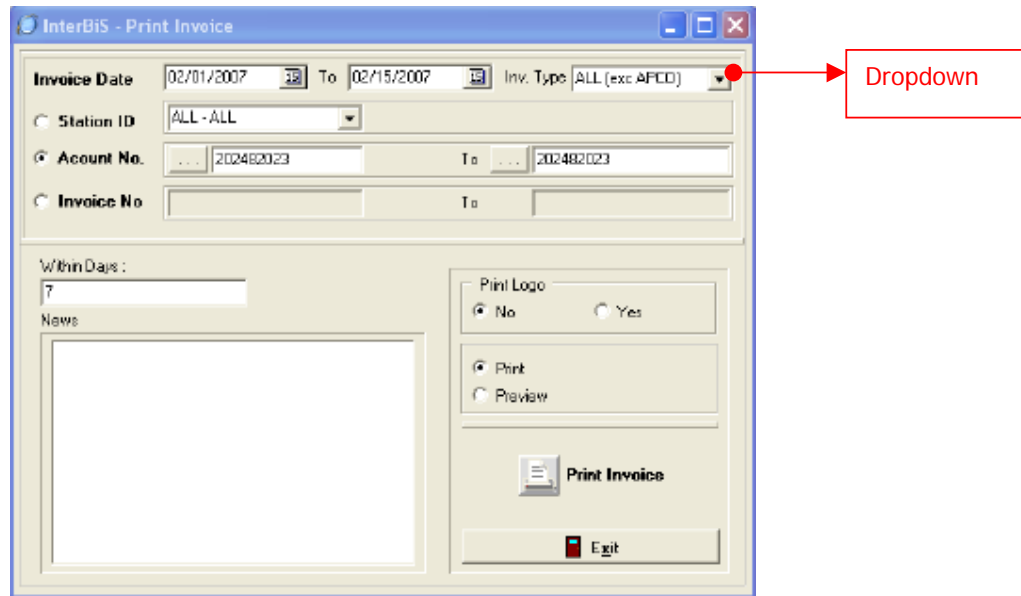 InterBiS - Print Invoice
Invoice Date 02/01/2007 15 To 02/15/2007 15 Inv. Type ALL (exc APCD)
Dropdown
Station ID ALL - ALL
Acount No. ... 202482023 To ... 202482023
Invoice No To
Within Days :
7
News
Print Logo
No Yes
Print
Preview
Print Invoice
Exit